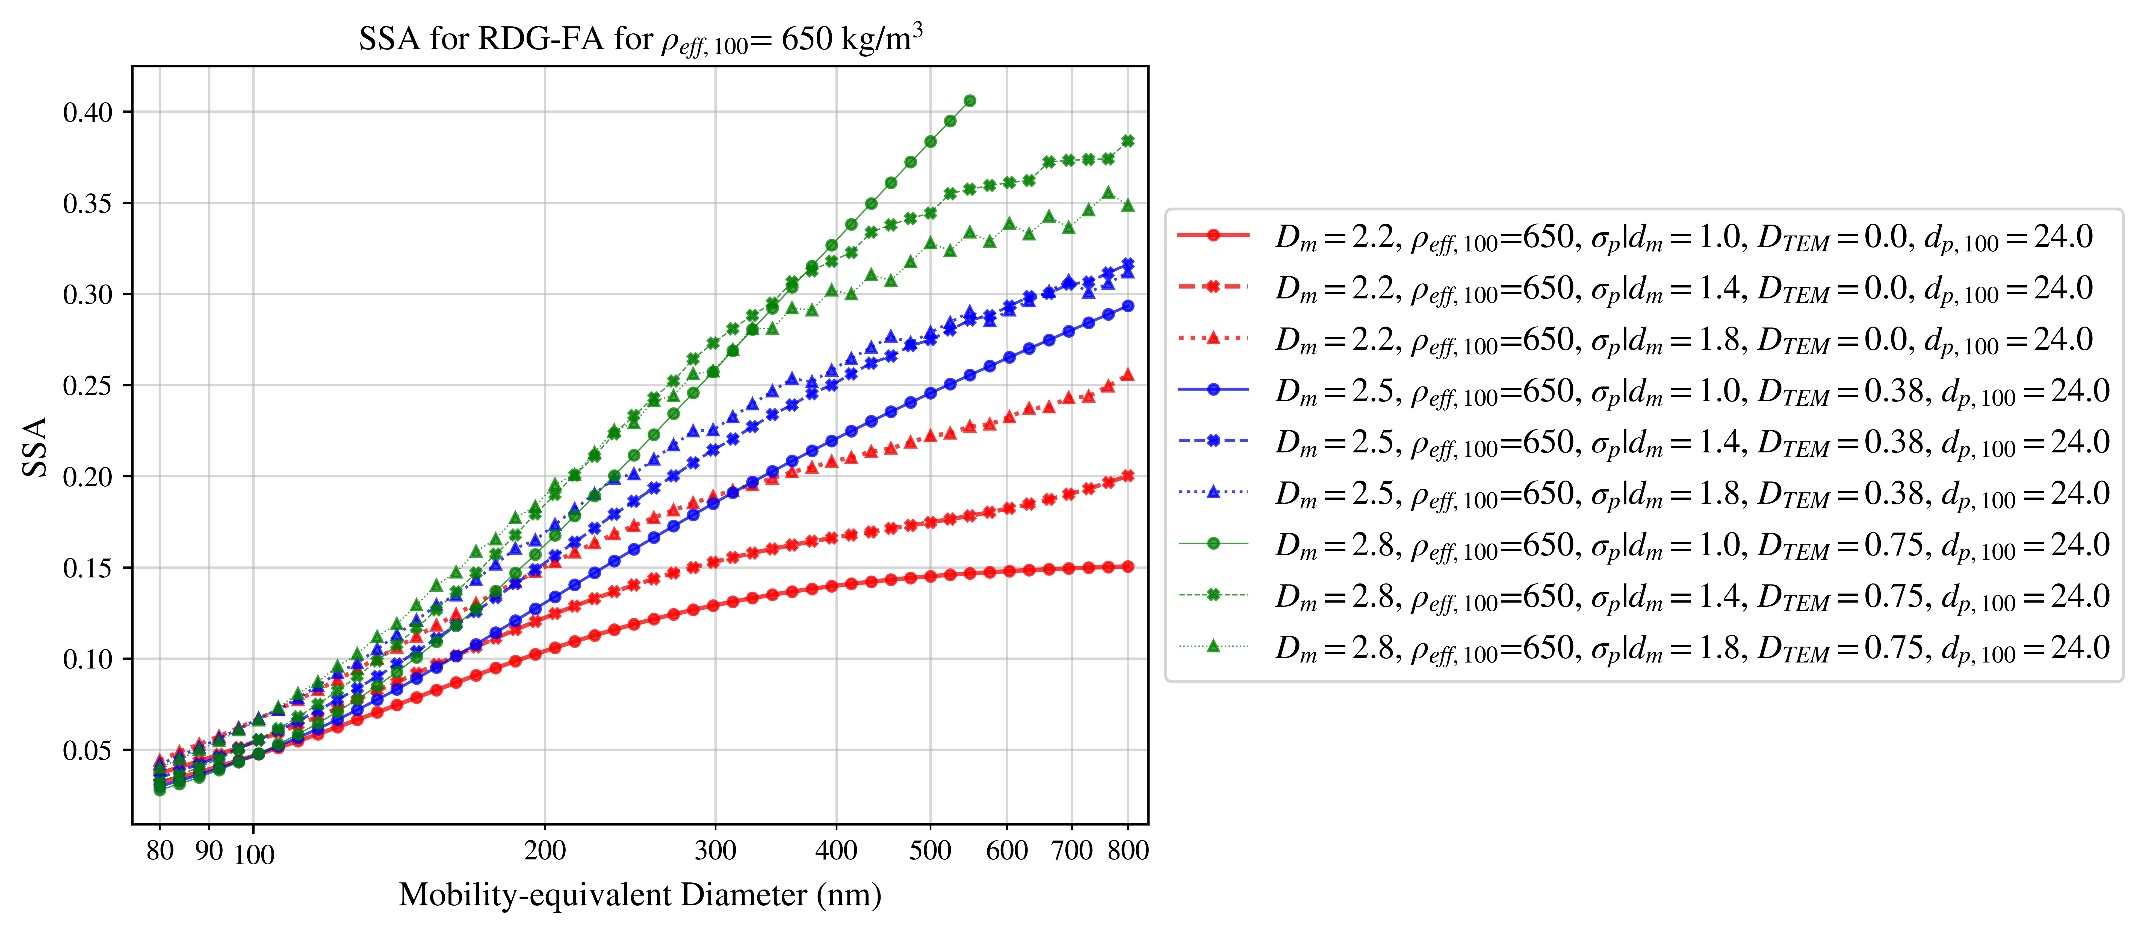 SSA for RDG-FA for ρeff, 100= 650 kg/m³
0.40
0.35
0.30
0.25
0.20
0.15
0.10
0.05
SSA
80 90 100 200 300 400 500 600 700 800
Mobility-equivalent Diameter (nm)
Dm = 2.2, ρeff, 100=650, σp|dm = 1.0, DTEM = 0.0, dp, 100 = 24.0
Dm = 2.2, ρeff, 100=650, σp|dm = 1.4, DTEM = 0.0, dp, 100 = 24.0
Dm = 2.2, ρeff, 100=650, σp|dm = 1.8, DTEM = 0.0, dp, 100 = 24.0
Dm = 2.5, ρeff, 100=650, σp|dm = 1.0, DTEM = 0.38, dp, 100 = 24.0
Dm = 2.5, ρeff, 100=650, σp|dm = 1.4, DTEM = 0.38, dp, 100 = 24.0
Dm = 2.5, ρeff, 100=650, σp|dm = 1.8, DTEM = 0.38, dp, 100 = 24.0
Dm = 2.8, ρeff, 100=650, σp|dm = 1.0, DTEM = 0.75, dp, 100 = 24.0
Dm = 2.8, ρeff, 100=650, σp|dm = 1.4, DTEM = 0.75, dp, 100 = 24.0
Dm = 2.8, ρeff, 100=650, σp|dm = 1.8, DTEM = 0.75, dp, 100 = 24.0